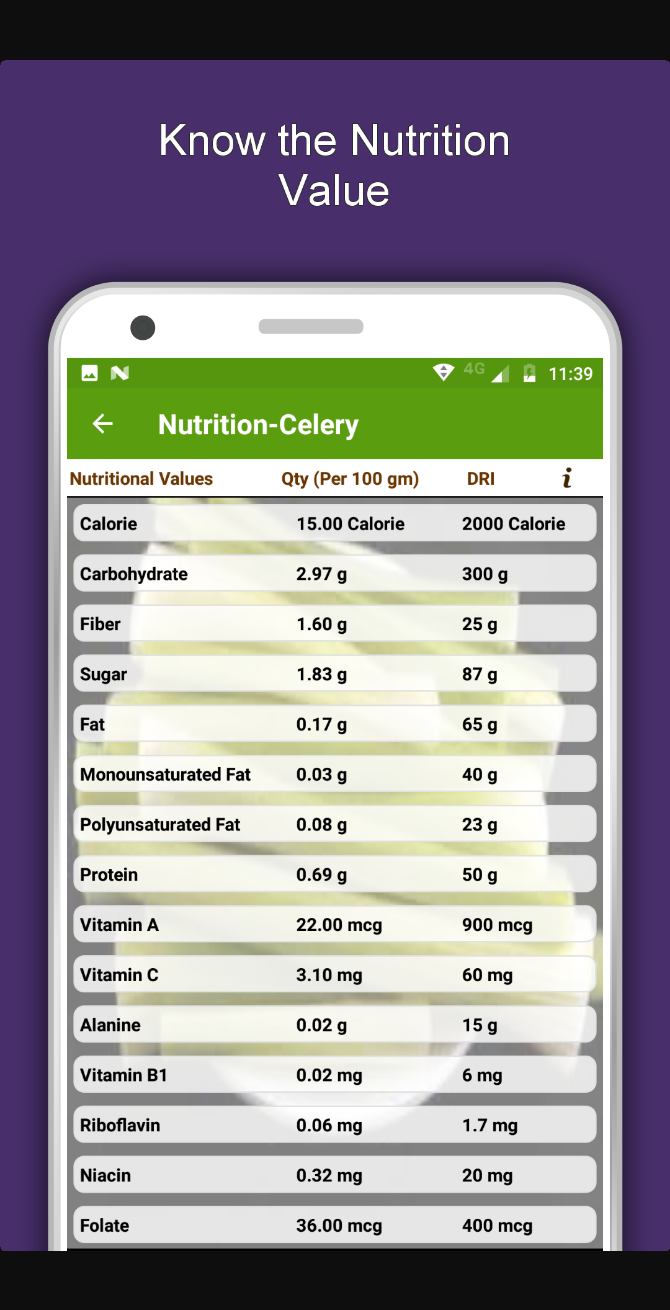 Know the Nutrition
Value
4G 11:39
Nutrition-Celery
Nutritional Values Qty (Per 100 gm) DRI i
Calorie 15.00 Calorie 2000 Calorie
Carbohydrate 2.97 g 300 g
Fiber 1.60 g 25 g
Sugar 1.83 g 87 g
Fat 0.17 g 65 g
Monounsaturated Fat 0.03 g 40 g
Polyunsaturated Fat 0.08 g 23 g
Protein 0.69 g 50 g
Vitamin A 22.00 mcg 900 mcg
Vitamin C 3.10 mg 60 mg
Alanine 0.02 g 15 g
Vitamin B1 0.02 mg 6 mg
Riboflavin 0.06 mg 1.7 mg
Niacin 0.32 mg 20 mg
Folate 36.00 mcg 400 mcg